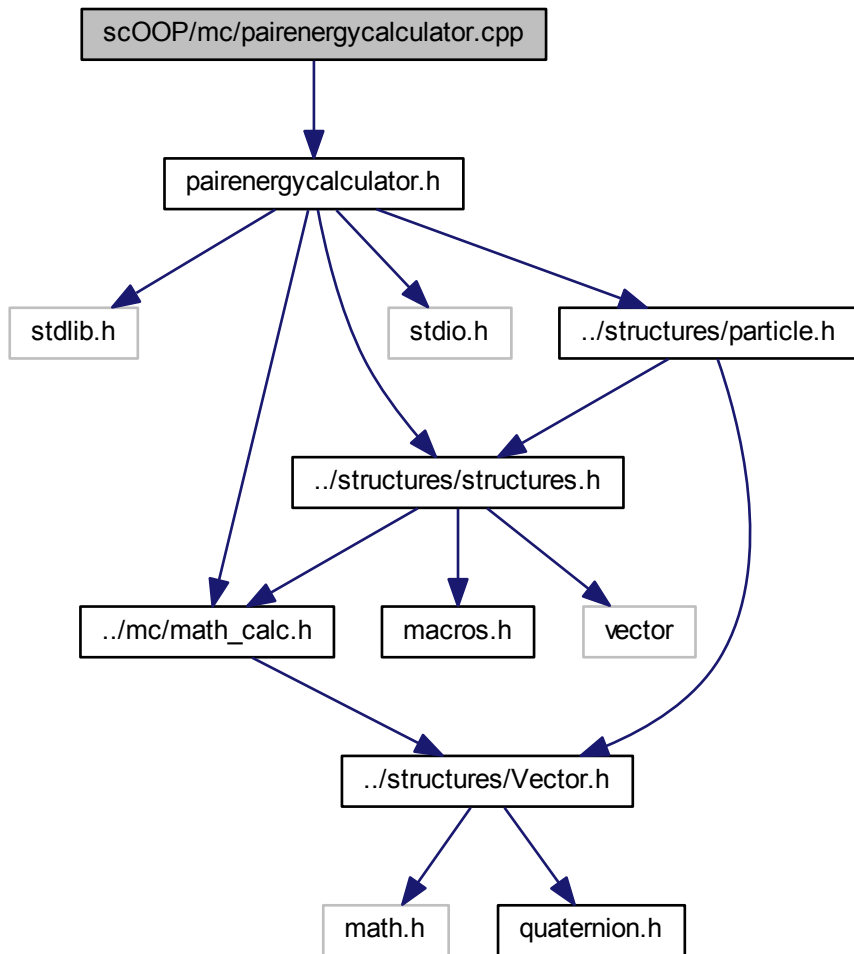 scOOP/mc/pairenergycalculator.cpp
pairenergycalculator.h
stdlib.h
stdio.h
../structures/particle.h
../structures/structures.h
../mc/math_calc.h
macros.h
vector
../structures/Vector.h
math.h
quaternion.h